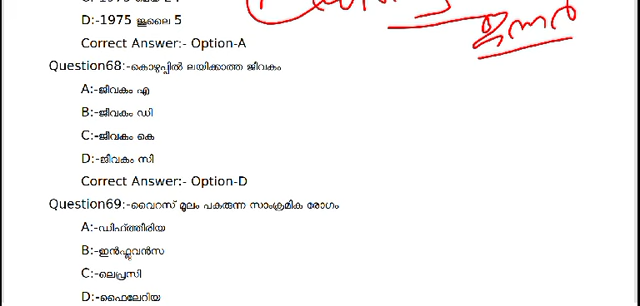 D:-1975 ജൂലൈ 5
Correct Answer:- Option-A
Question68:-കൊഴുപ്പിൽ ലയിക്കാത്ത ജീവകം
A:-ജീവകം എ
B:-ജീവകം ഡി
C:-ജീവകം കെ
D:-ജീവകം സി
Correct Answer:- Option-D
Question69:-വൈറസ് മൂലം പകരുന്ന സാംക്രമിക രോഗം
A:-ഡിഫ്ത്തീരിയ
B:-ഇൻഫ്ലുവൻസ
C:-ലെപ്രസി
D:-ഫൈലേറിയ